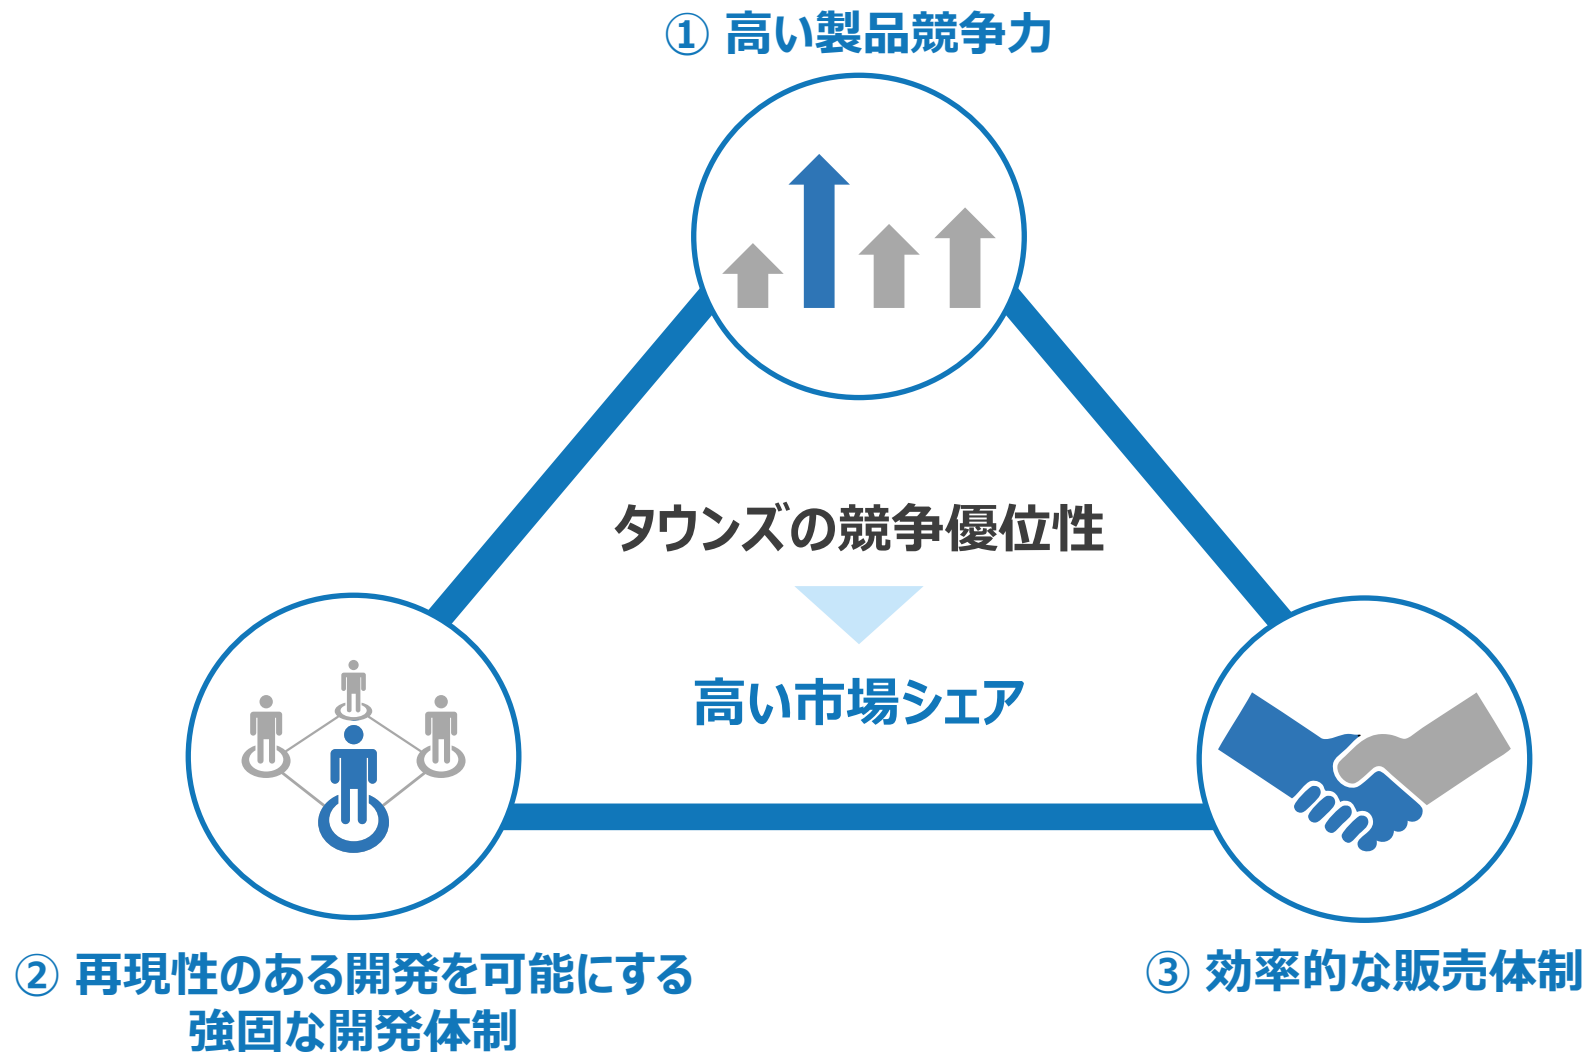 ① 高い製品競争力
タウンズの競争優位性
高い市場シェア
② 再現性のある開発を可能にする
強固な開発体制
③ 効率的な販売体制